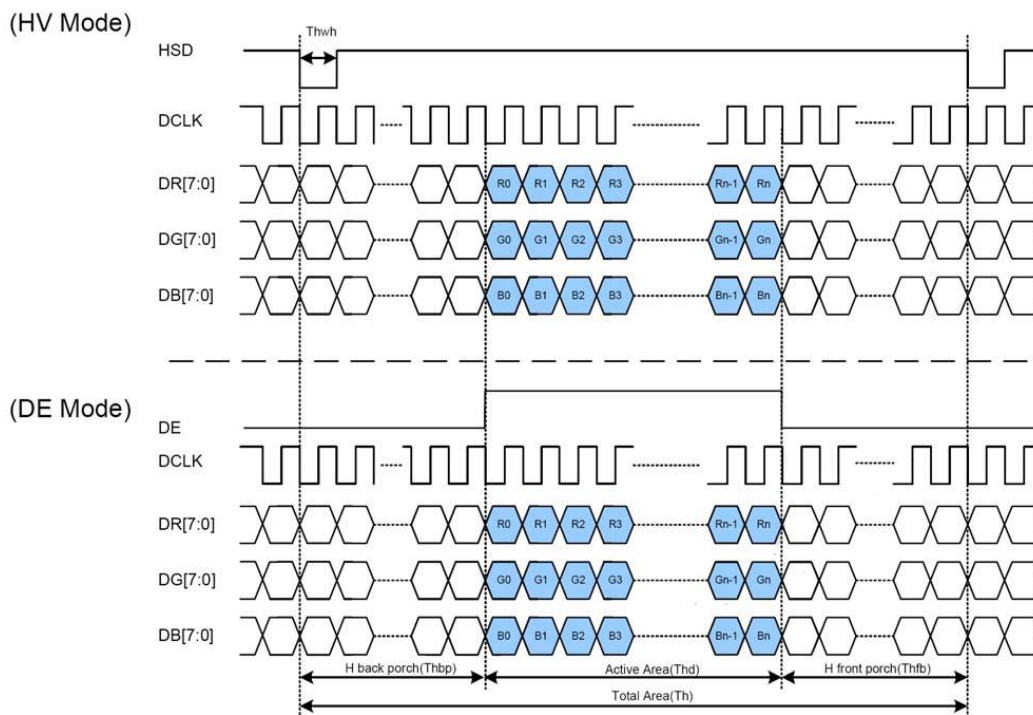 (HV Mode)
Thwh
HSD
DCLK
DR[7:0] R0 R1 R2 R3 Rn-1 Rn
DG[7:0] G0 G1 G2 G3 Gn-1 Gn
DB[7:0] B0 B1 B2 B3 Bn-1 Bn
(DE Mode)
DE
DCLK
DR[7:0] R0 R1 R2 R3 Rn-1 Rn
DG[7:0] G0 G1 G2 G3 Gn-1 Gn
DB[7:0] B0 B1 B2 B3 Bn-1 Bn
H back porch(Thbp) Active Area(Thd) H front porch(Thfb)
Total Area(Th)